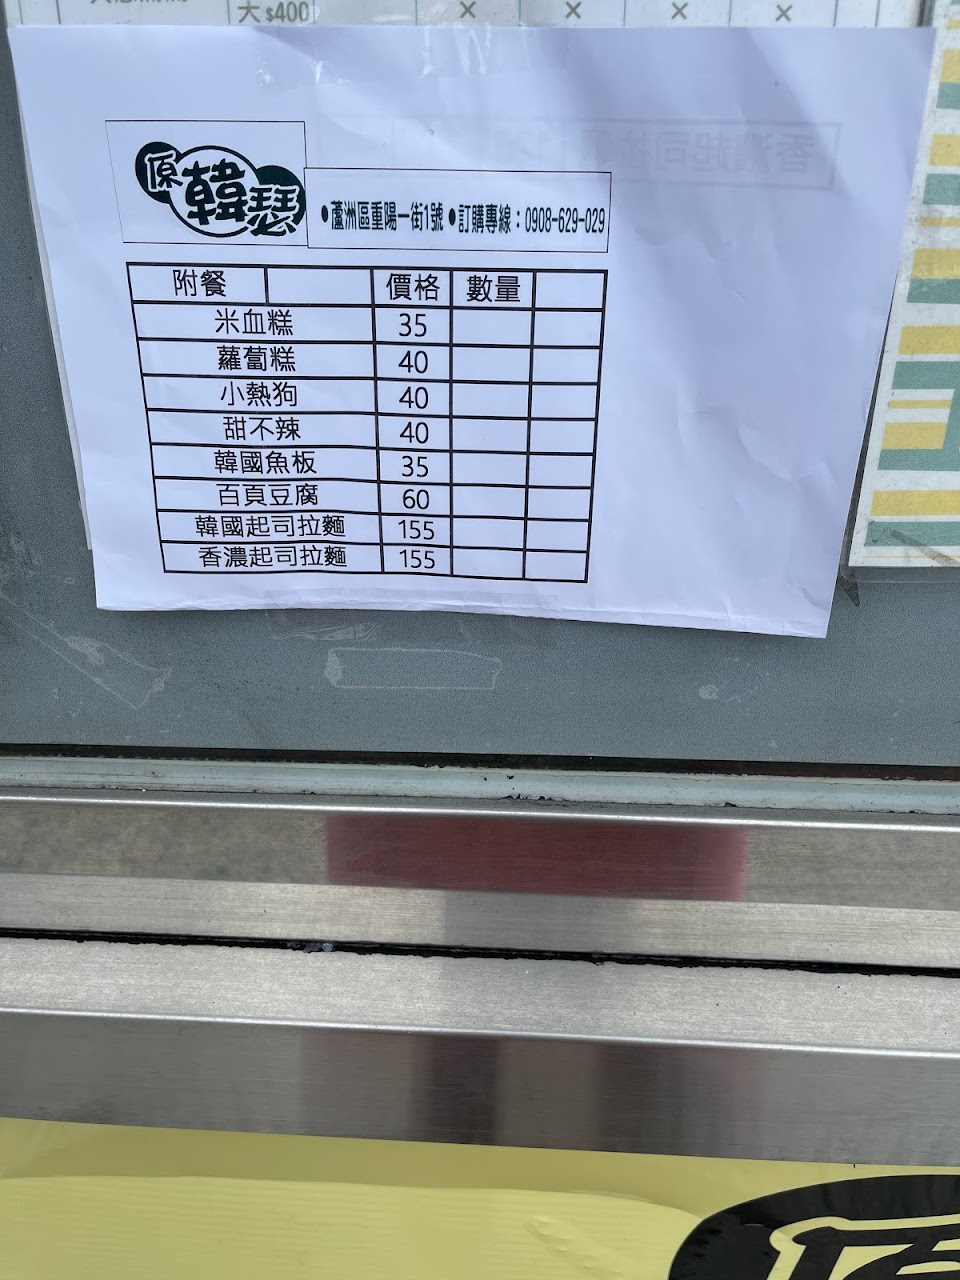 大 $400 × × × ×
原韓瑟
●蘆洲區重陽一街1號 ●訂購專線：0908-629-029
附餐 價格 數量
米血糕 35
蘿蔔糕 40
小熱狗 40
甜不辣 40
韓國魚板 35
百頁豆腐 60
韓國起司拉麵 155
香濃起司拉麵 155